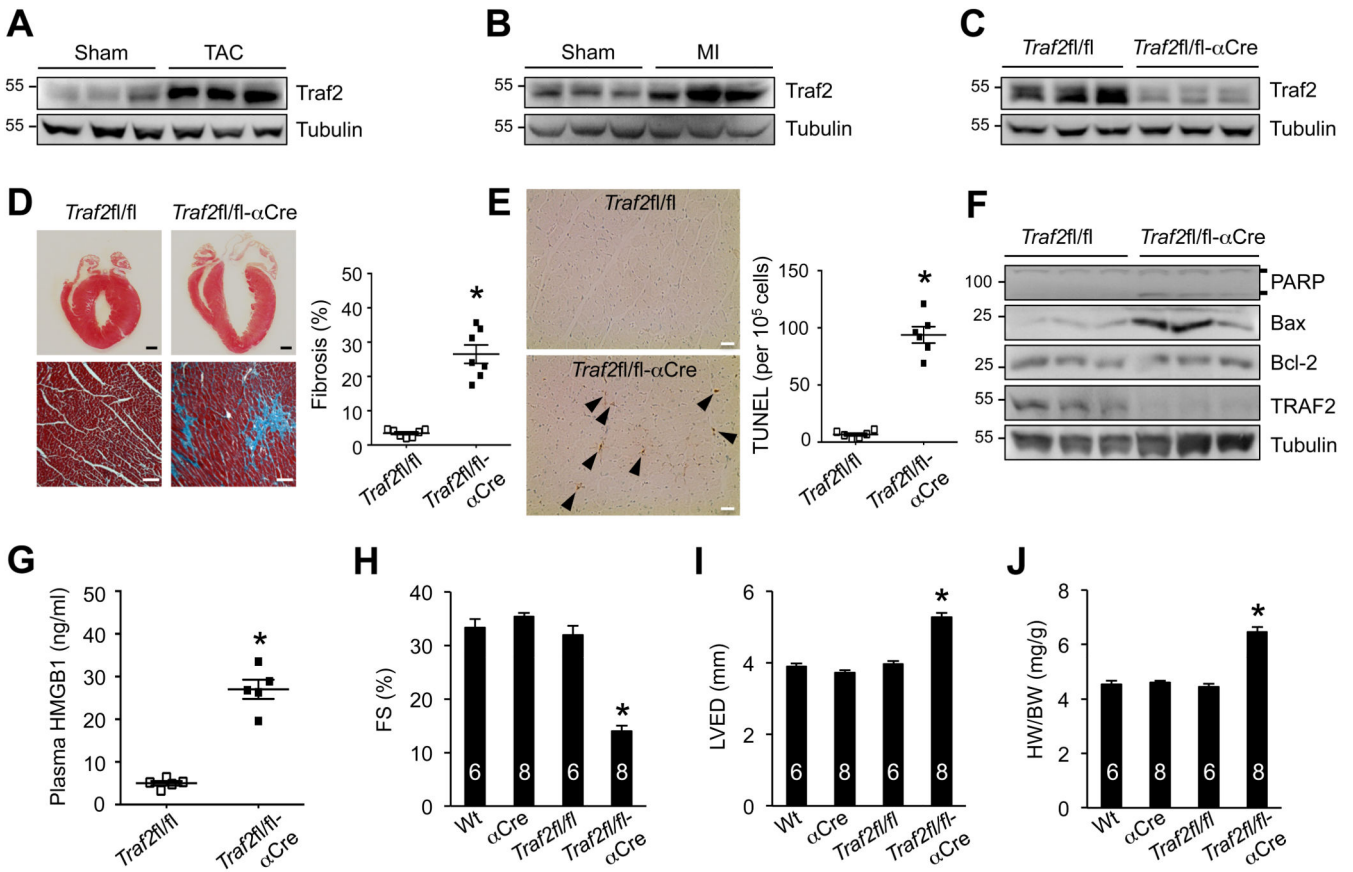 A
Sham TAC
55 Traf2
55 Tubulin
B
Sham MI
55 Traf2
55 Tubulin
C
Traf2fl/fl Traf2fl/fl-αCre
55 Traf2
55 Tubulin
D
Traf2fl/fl Traf2fl/fl-αCre
Fibrosis (%)
50
40
30
20
10
0
*
Traf2fl/fl
Traf2fl/fl-
αCre
E
Traf2fl/fl
Traf2fl/fl-αCre
TUNEL (per 10⁵ cells)
150
100
50
0
*
Traf2fl/fl
Traf2fl/fl-
αCre
F
Traf2fl/fl Traf2fl/fl-αCre
100 PARP
25 Bax
25 Bcl-2
55 TRAF2
55 Tubulin
G
Plasma HMGB1 (ng/ml)
50
40
30
20
10
0
*
Traf2fl/fl
Traf2fl/fl-
αCre
H
FS (%)
40
30
20
10
0
*
6 8 6 8
Wt
αCre
Traf2fl/fl
Traf2fl/fl-
αCre
I
LVED (mm)
6
4
2
0
*
6 8 6 8
Wt
αCre
Traf2fl/fl
Traf2fl/fl-
αCre
J
HW/BW (mg/g)
8
6
4
2
0
*
6 8 6 8
Wt
αCre
Traf2fl/fl
Traf2fl/fl-
αCre